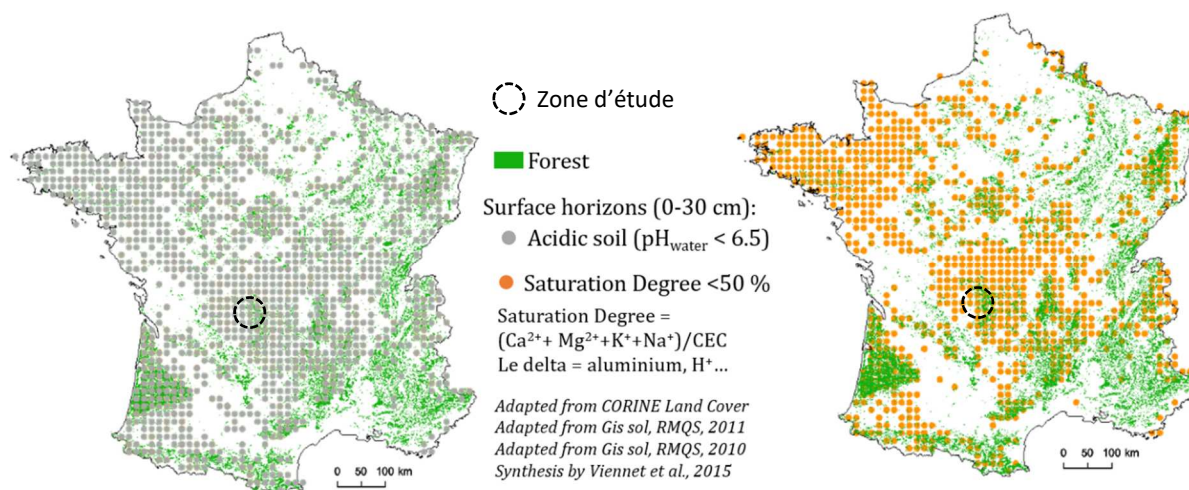 Zone d’étude
Forest
Surface horizons (0-30 cm):
Acidic soil (pHwater < 6.5)
Saturation Degree <50 %
Saturation Degree =
(Ca²⁺+ Mg²⁺+K⁺+Na⁺)/CEC
Le delta = aluminium, H⁺…
Adapted from CORINE Land Cover
Adapted from Gis sol, RMQS, 2011
Adapted from Gis sol, RMQS, 2010
Synthesis by Viennet et al., 2015
0 50 100 km
0 50 100 km